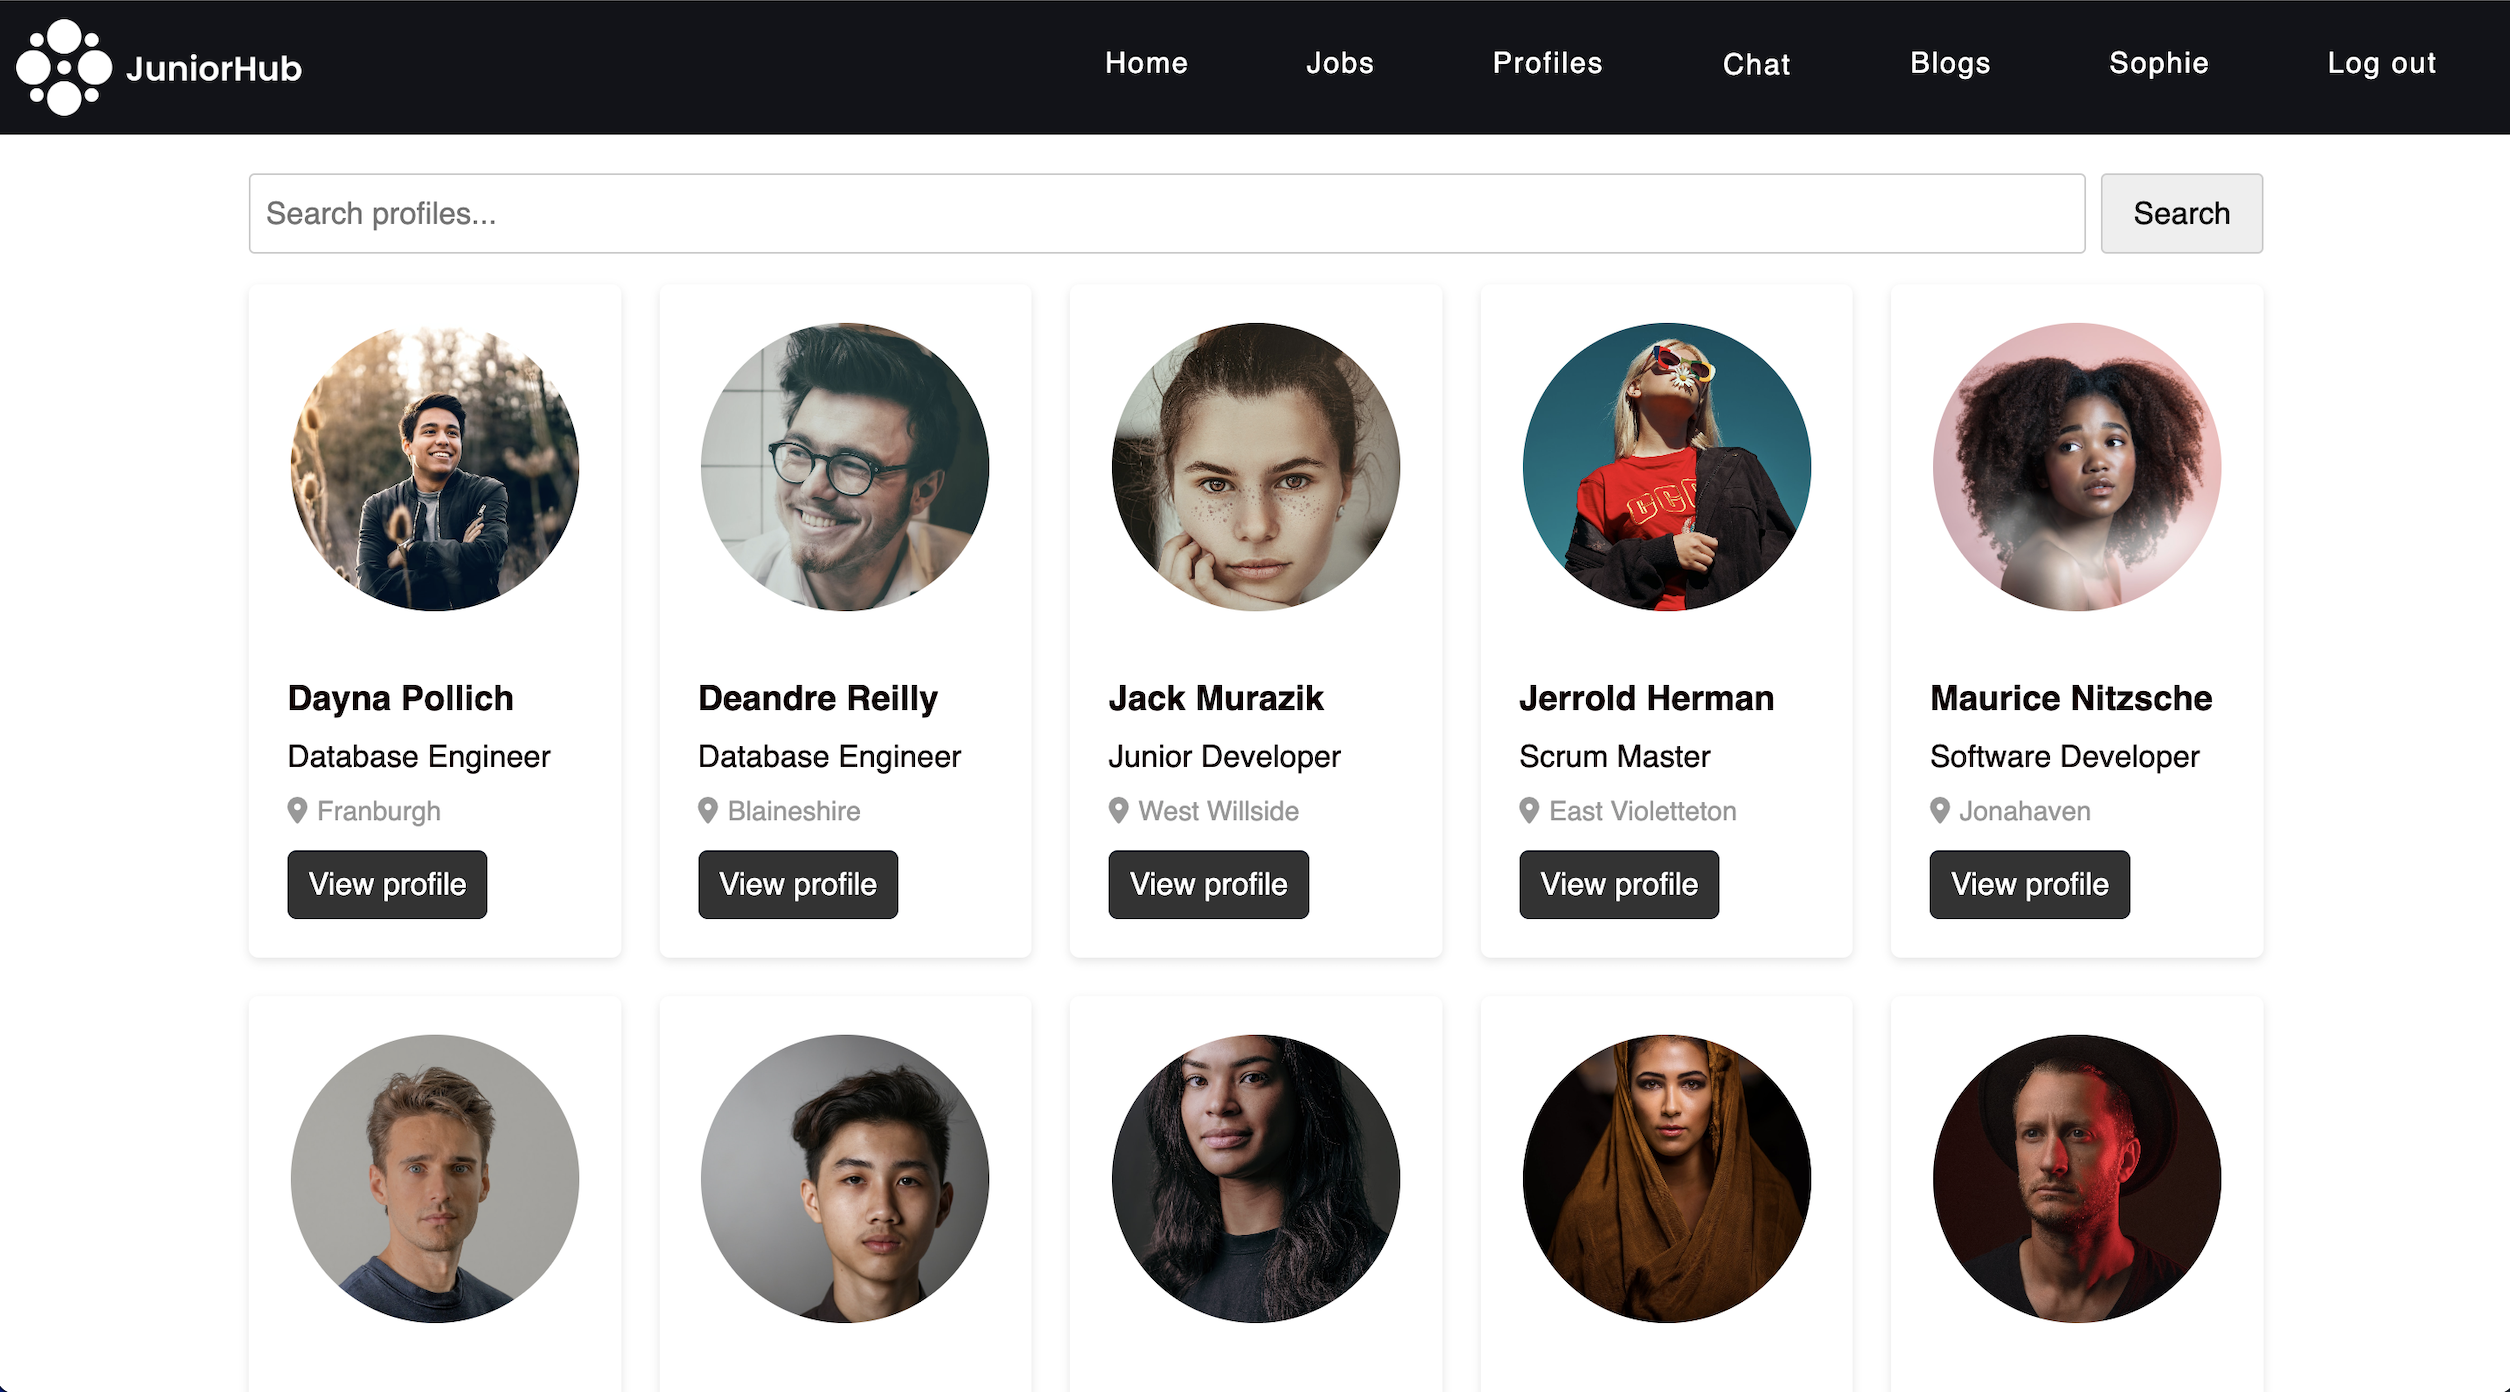 JuniorHub
Home Jobs Profiles Chat Blogs Sophie Log out
Search profiles... Search
Dayna Pollich
Database Engineer
Franburgh
View profile
Deandre Reilly
Database Engineer
Blaineshire
View profile
Jack Murazik
Junior Developer
West Willside
View profile
Jerrold Herman
Scrum Master
East Violetteton
View profile
Maurice Nitzsche
Software Developer
Jonahaven
View profile